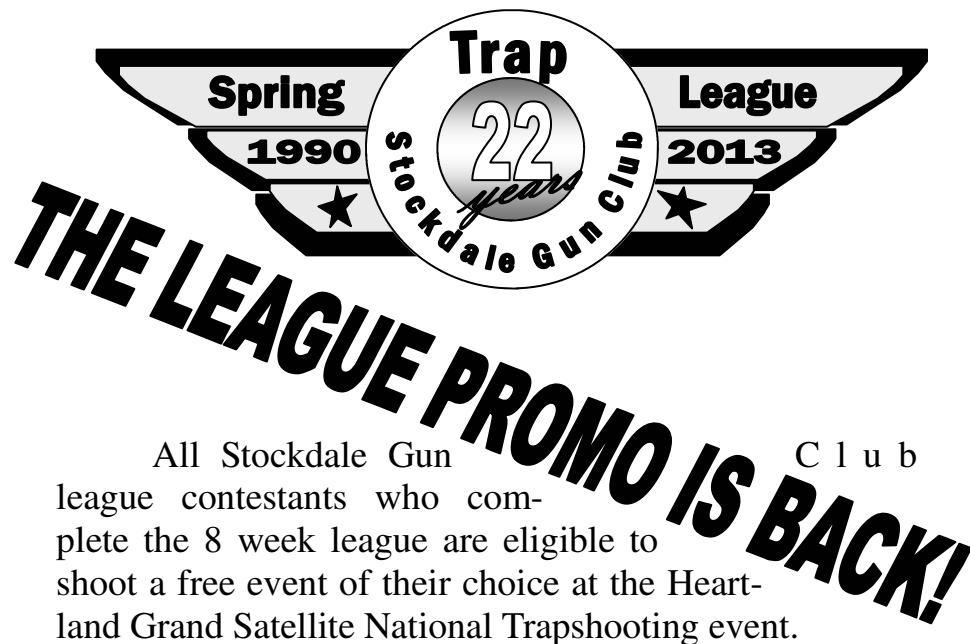 Trap
Spring League
1990 22 2013
years
Stockdale Gun Club
THE LEAGUE PROMO IS BACK!
All Stockdale Gun Club
league contestants who com-
plete the 8 week league are eligible to
shoot a free event of their choice at the Heart-
land Grand Satellite National Trapshooting event.